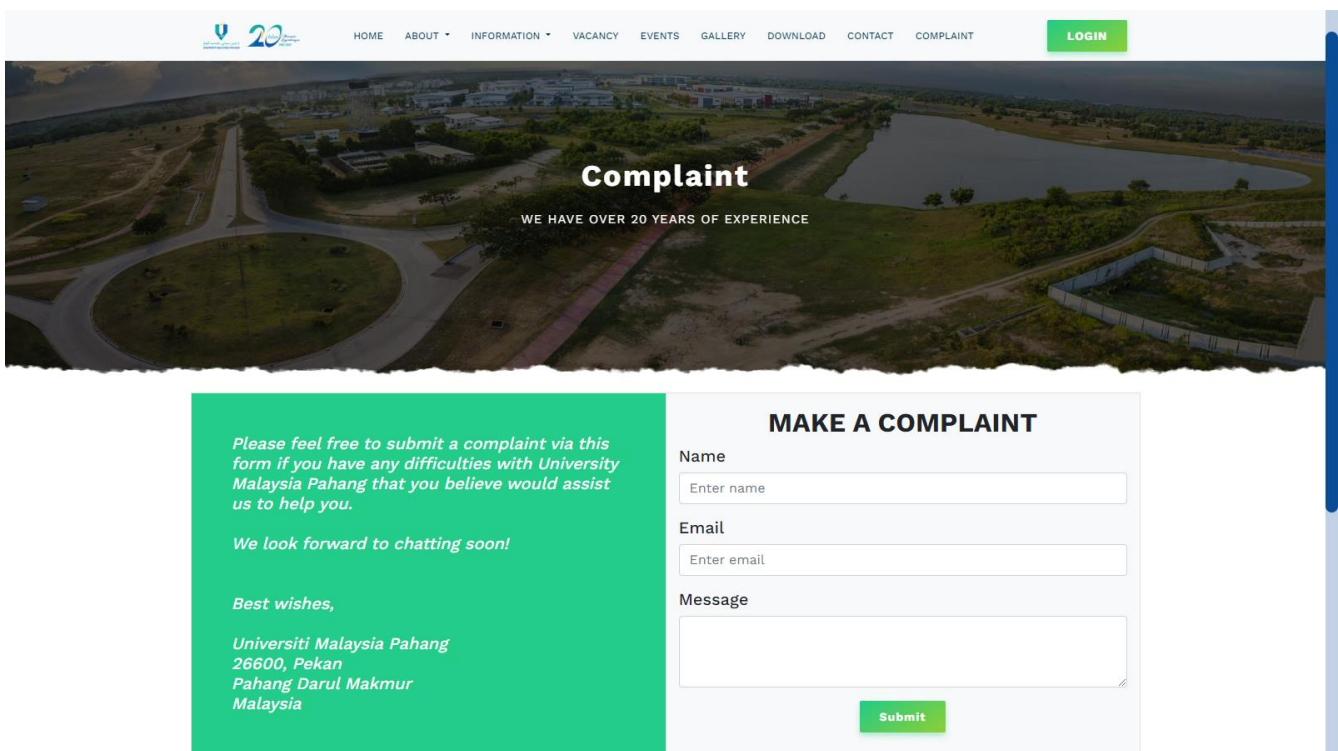 20
HOME ABOUT INFORMATION VACANCY EVENTS GALLERY DOWNLOAD CONTACT COMPLAINT LOGIN
Complaint
WE HAVE OVER 20 YEARS OF EXPERIENCE
Please feel free to submit a complaint via this
form if you have any difficulties with University
Malaysia Pahang that you believe would assist
us to help you.
We look forward to chatting soon!
Best wishes,
Universiti Malaysia Pahang
26600, Pekan
Pahang Darul Makmur
Malaysia
MAKE A COMPLAINT
Name
Enter name
Email
Enter email
Message
Submit